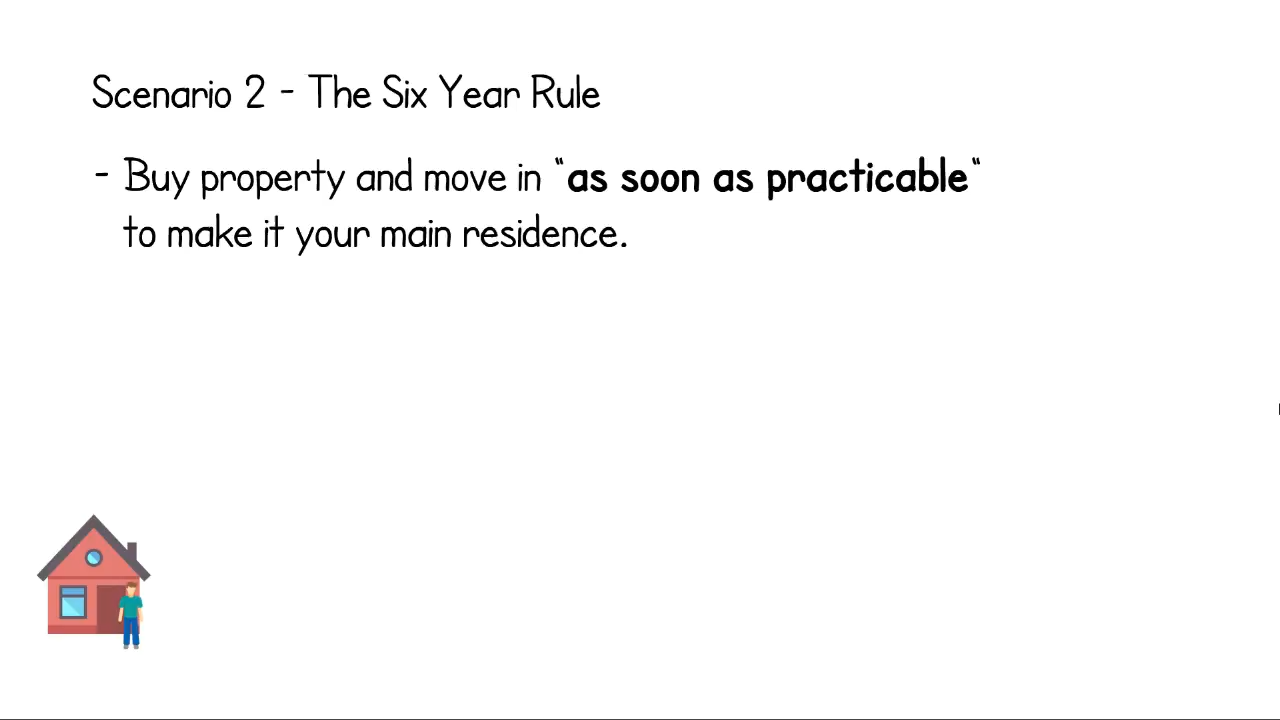 Scenario 2 - The Six Year Rule
- Buy property and move in “as soon as practicable“
to make it your main residence.